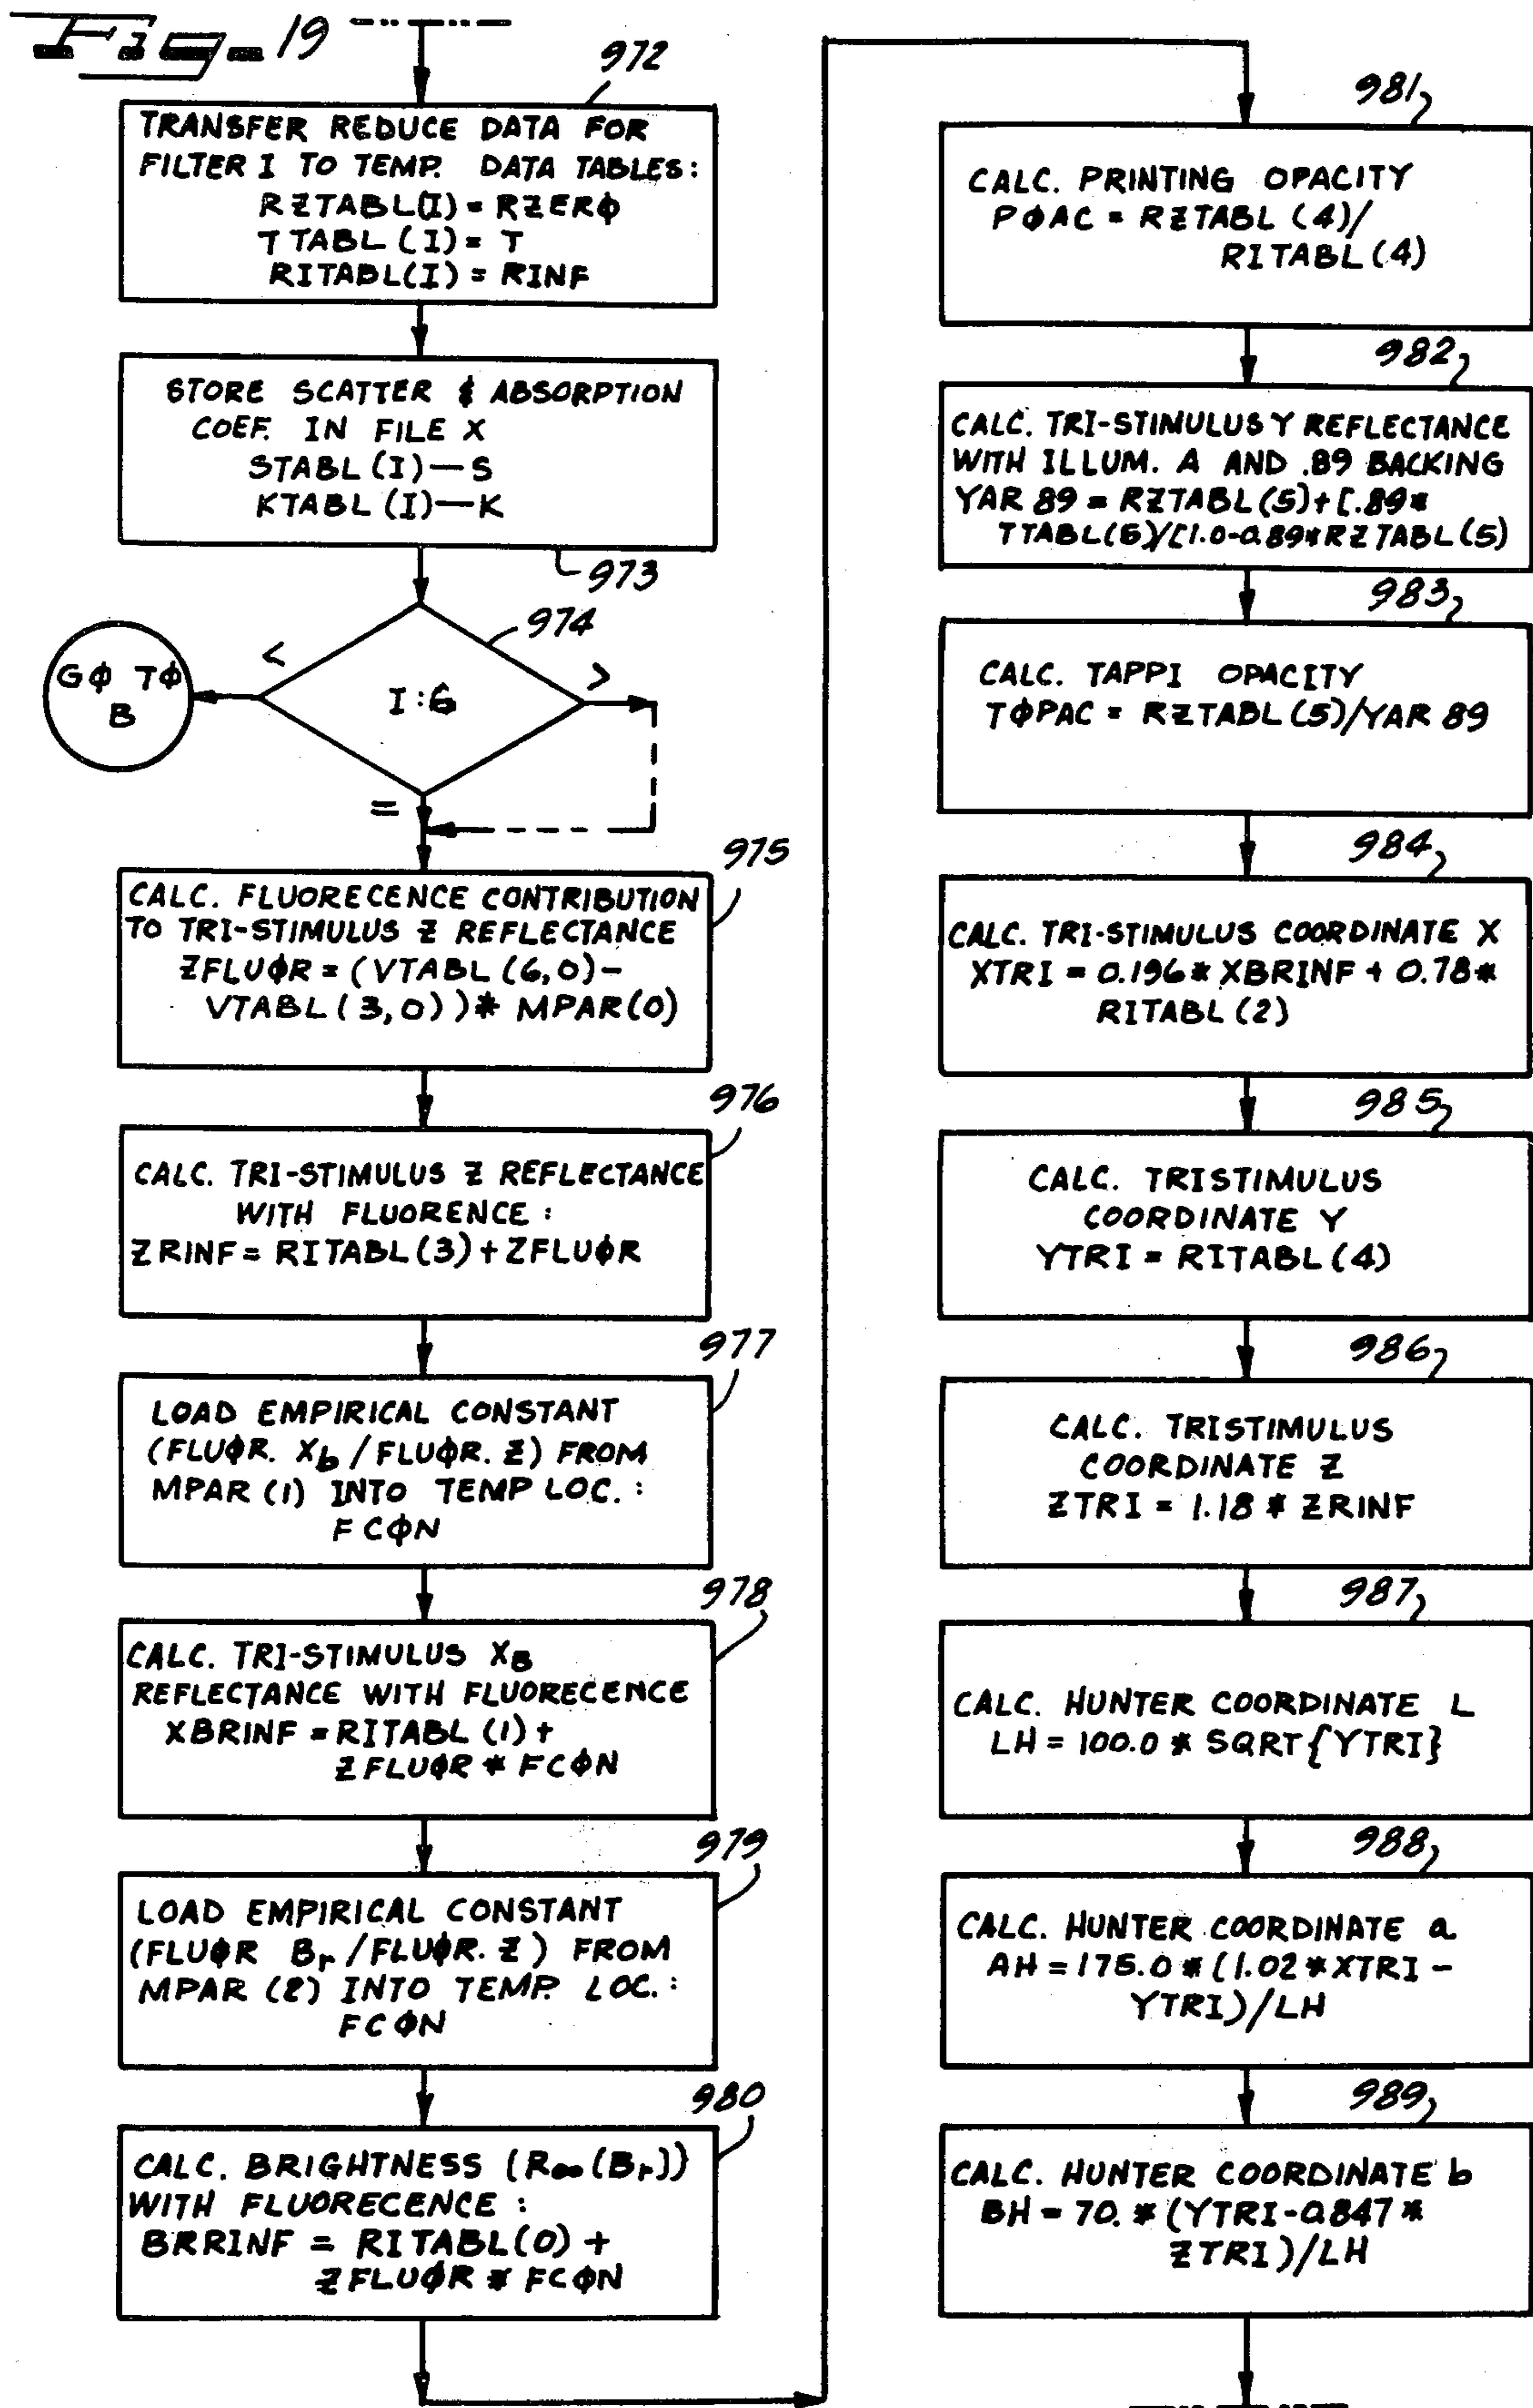 Fig-19
972
TRANSFER REDUCE DATA FOR
FILTER I TO TEMP. DATA TABLES:
RZTABL(I) = RZERΦ
TTABL(I) = T
RITABL(I) = RINF
STORE SCATTER & ABSORPTION
COEF. IN FILE X
STABL(I)—S
KTABL(I)—K
973
974
<
GΦ TΦ
B
I:6
>
=
975
CALC. FLUORECENCE CONTRIBUTION
TO TRI-STIMULUS Z REFLECTANCE
ZFLUΦR = (VTABL(6,0)-
VTABL(3,0))* MPAR(0)
976
CALC. TRI-STIMULUS Z REFLECTANCE
WITH FLUORENCE:
ZRINF = RITABL(3)+ZFLUΦR
977
LOAD EMPIRICAL CONSTANT
(FLUΦR. Xb/FLUΦR. Z) FROM
MPAR(1) INTO TEMP LOC.:
FCΦN
978
CALC. TRI-STIMULUS XB
REFLECTANCE WITH FLUORECENCE
XBRINF = RITABL(1)+
ZFLUΦR * FCΦN
979
LOAD EMPIRICAL CONSTANT
(FLUΦR Br/FLUΦR. Z) FROM
MPAR(2) INTO TEMP. LOC.:
FCΦN
980
CALC. BRIGHTNESS (R∞(Br))
WITH FLUORECENCE:
BRRINF = RITABL(0)+
ZFLUΦR * FCΦN
981
CALC. PRINTING OPACITY
PΦAC = RZTABL(4)/
RITABL(4)
982
CALC. TRI-STIMULUS Y REFLECTANCE
WITH ILLUM. A AND .89 BACKING
YAR 89 = RZTABL(5)+[.89*
TTABL(5)/[1.0-0.89*RZTABL(5)
983
CALC. TAPPI OPACITY
TΦPAC = RZTABL(5)/YAR 89
984
CALC. TRI-STIMULUS COORDINATE X
XTRI = 0.196* XBRINF + 0.78*
RITABL(2)
985
CALC. TRISTIMULUS
COORDINATE Y
YTRI = RITABL(4)
986
CALC. TRISTIMULUS
COORDINATE Z
ZTRI = 1.18 * ZRINF
987
CALC. HUNTER COORDINATE L
LH = 100.0 * SQRT{YTRI}
988
CALC. HUNTER COORDINATE a
AH = 175.0 * (1.02*XTRI-
YTRI)/LH
989
CALC. HUNTER COORDINATE b
BH = 70. * (YTRI-0.847*
ZTRI)/LH